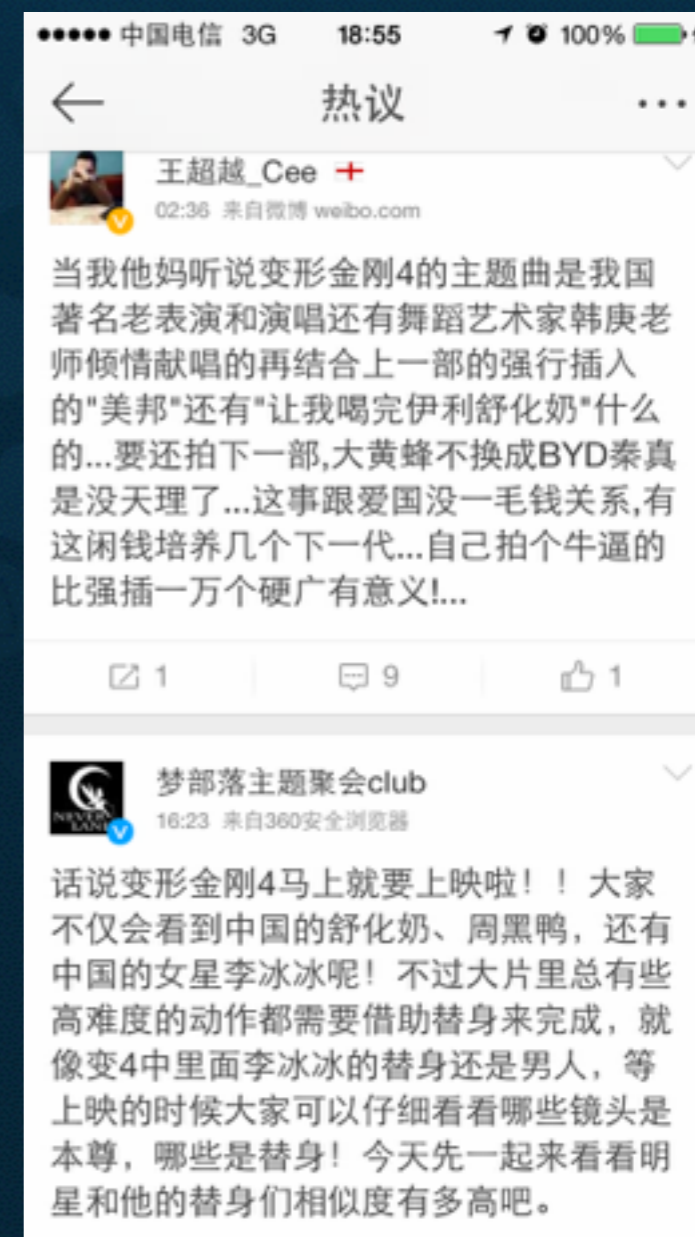 中国电信 3G 18:55 100%
热议
王超越_Cee
02:36 来自微博 weibo.com
当我他妈听说变形金刚4的主题曲是我国
著名老表演和演唱还有舞蹈艺术家韩庚老
师倾情献唱的再结合上一部的强行插入
的"美邦"还有"让我喝完伊利舒化奶"什么
的...要还拍下一部,大黄蜂不换成BYD秦真
是没天理了...这事跟爱国没一毛钱关系,有
这闲钱培养几个下一代...自己拍个牛逼的
比强插一万个硬广有意义!...
1 9 1
NEVER
LAND
梦部落主题聚会club
16:23 来自360安全浏览器
话说变形金刚4马上就要上映啦！！大家
不仅会看到中国的舒化奶、周黑鸭，还有
中国的女星李冰冰呢！不过大片里总有些
高难度的动作都需要借助替身来完成，就
像变4中里面李冰冰的替身还是男人，等
上映的时候大家可以仔细看看哪些镜头是
本尊，哪些是替身！今天先一起来看看明
星和他的替身们相似度有多高吧。